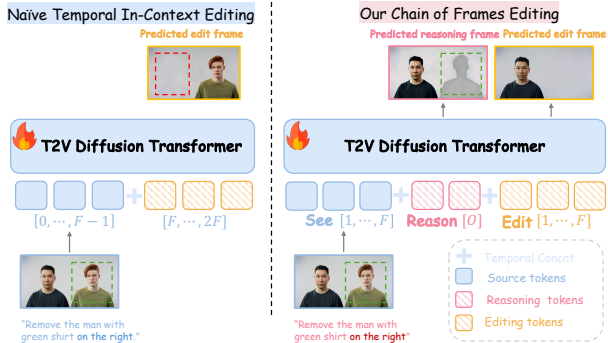 Naïve Temporal In-Context Editing
Predicted edit frame
T2V Diffusion Transformer
[0, ⋯, F − 1]
[F, ⋯, 2F]
"Remove the man with
green shirt on the right."
Our Chain of Frames Editing
Predicted reasoning frame
Predicted edit frame
T2V Diffusion Transformer
See [1, ⋯, F]
Reason [0]
Edit [1, ⋯, F]
"Remove the man with
green shirt on the right"
Temporal Concat
Source tokens
Reasoning tokens
Editing tokens